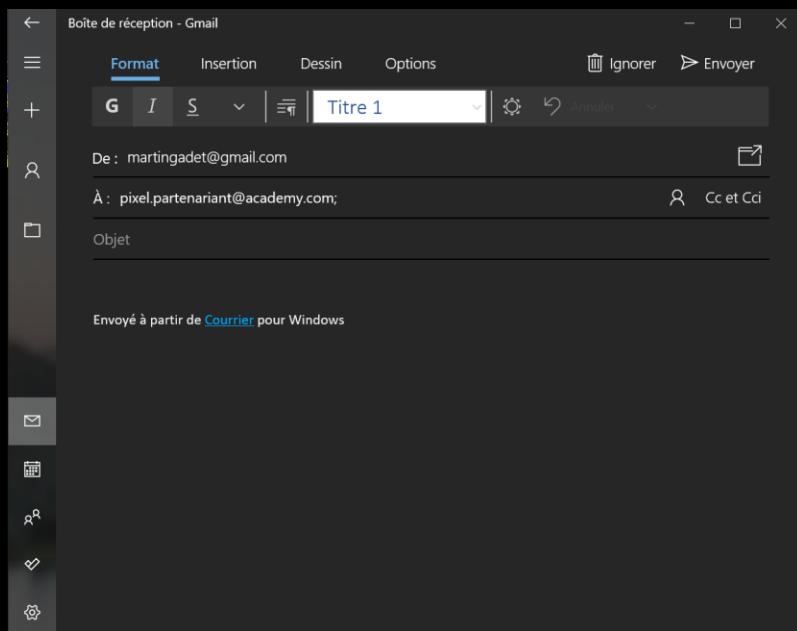 Boîte de réception - Gmail
Format Insertion Dessin Options Ignorer Envoyer
G I S Titre 1 Annuler
De : martingadet@gmail.com
À : pixel.partenariant@academy.com; Cc et Cci
Objet
Envoyé à partir de Courrier pour Windows